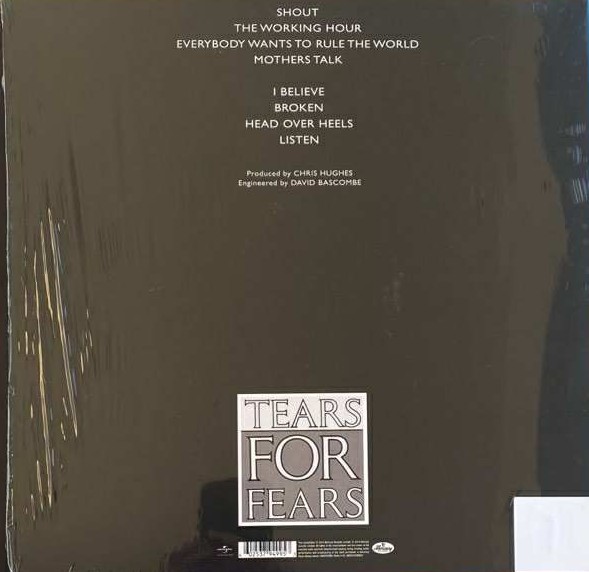 SHOUT
THE WORKING HOUR
EVERYBODY WANTS TO RULE THE WORLD
MOTHERS TALK
I BELIEVE
BROKEN
HEAD OVER HEELS
LISTEN
Produced by CHRIS HUGHES
Engineered by DAVID BASCOMBE
TEARS
FOR
FEARS